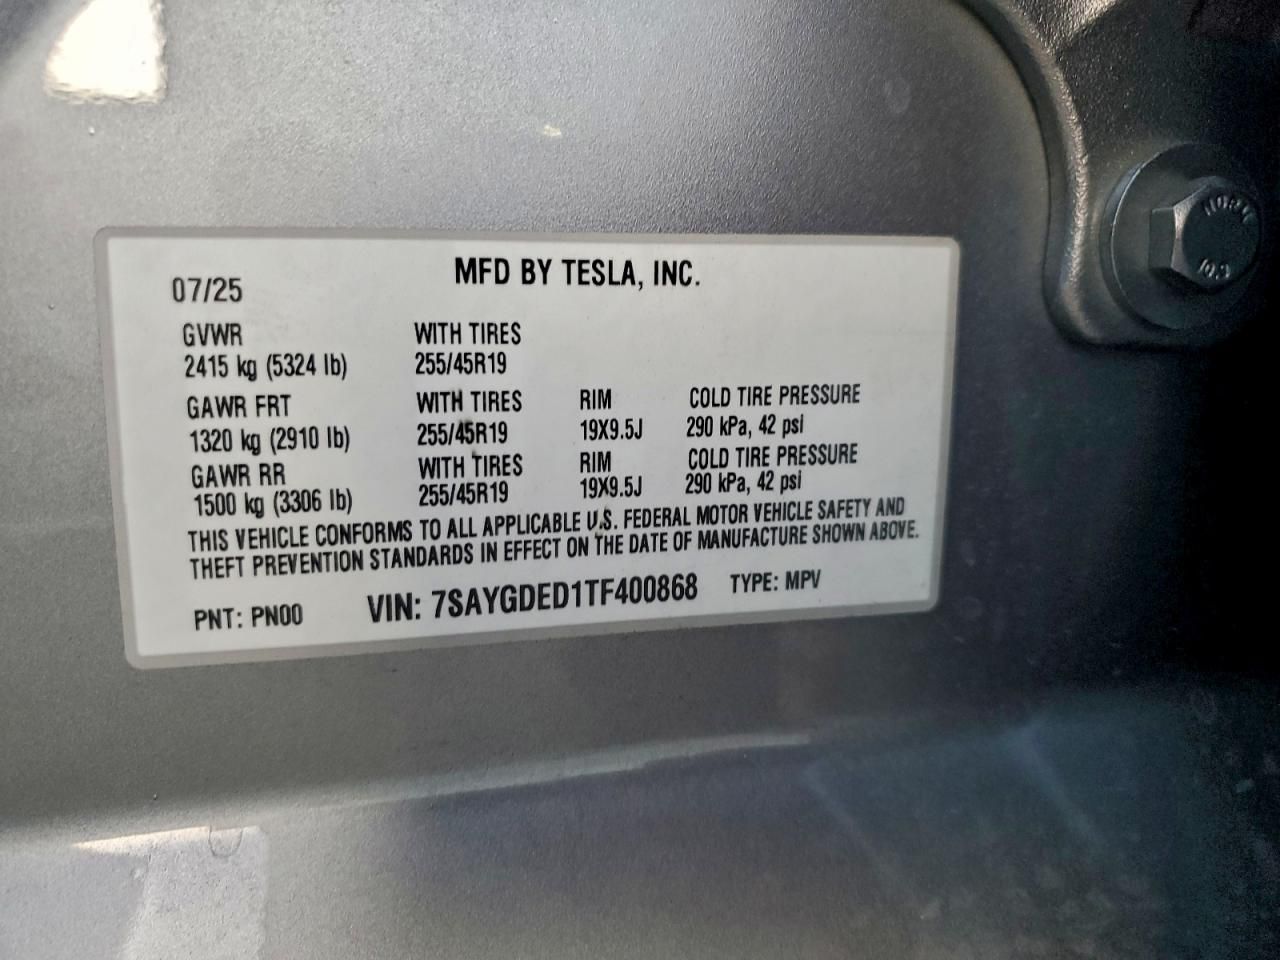 MFD BY TESLA, INC.
07/25
GVWR WITH TIRES
2415 kg (5324 lb) 255/45R19
GAWR FRT WITH TIRES RIM COLD TIRE PRESSURE
1320 kg (2910 lb) 255/45R19 19X9.5J 290 kPa, 42 psi
GAWR RR WITH TIRES RIM COLD TIRE PRESSURE
1500 kg (3306 lb) 255/45R19 19X9.5J 290 kPa, 42 psi
THIS VEHICLE CONFORMS TO ALL APPLICABLE U.S. FEDERAL MOTOR VEHICLE SAFETY AND
THEFT PREVENTION STANDARDS IN EFFECT ON THE DATE OF MANUFACTURE SHOWN ABOVE.
PNT: PN00 VIN: 7SAYGDED1TF400868 TYPE: MPV
10.9